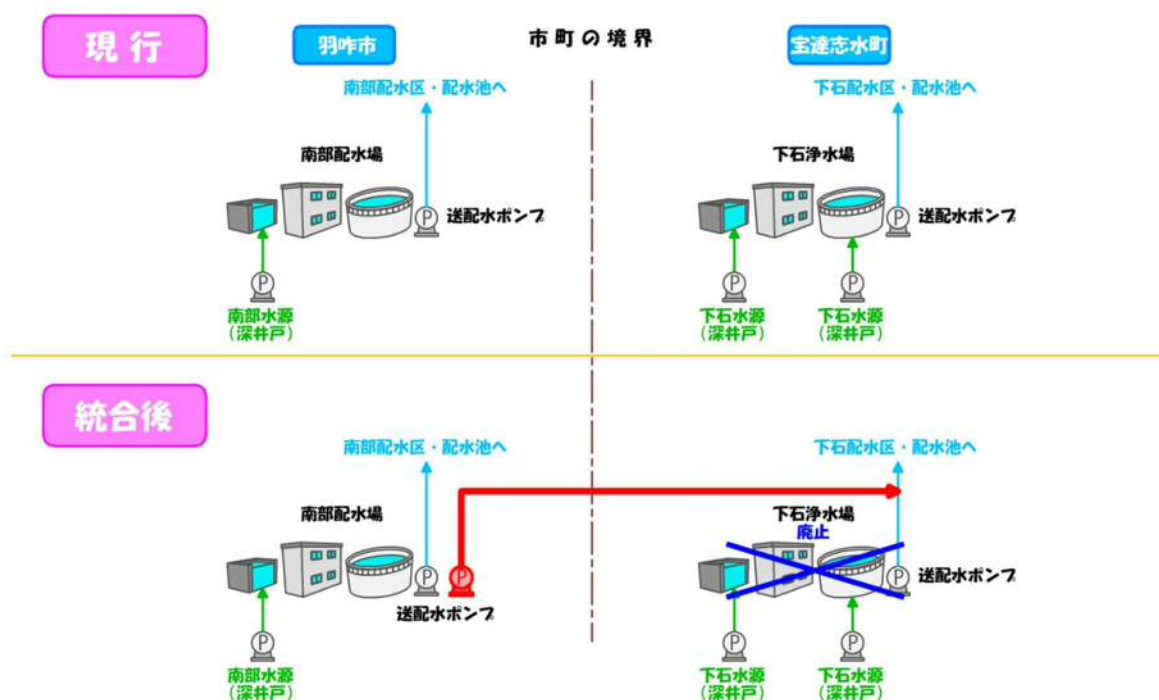 現行
羽咋市
市町の境界
宝達志水町
南部配水区・配水池へ
下石配水区・配水池へ
南部配水場
下石浄水場
P
送配水ポンプ
P
送配水ポンプ
P
P
P
南部水源
(深井戸)
下石水源
(深井戸)
下石水源
(深井戸)
統合後
南部配水区・配水池へ
下石配水区・配水池へ
南部配水場
下石浄水場
廃止
P
P
P
送配水ポンプ
送配水ポンプ
P
P
P
南部水源
(深井戸)
下石水源
(深井戸)
下石水源
(深井戸)